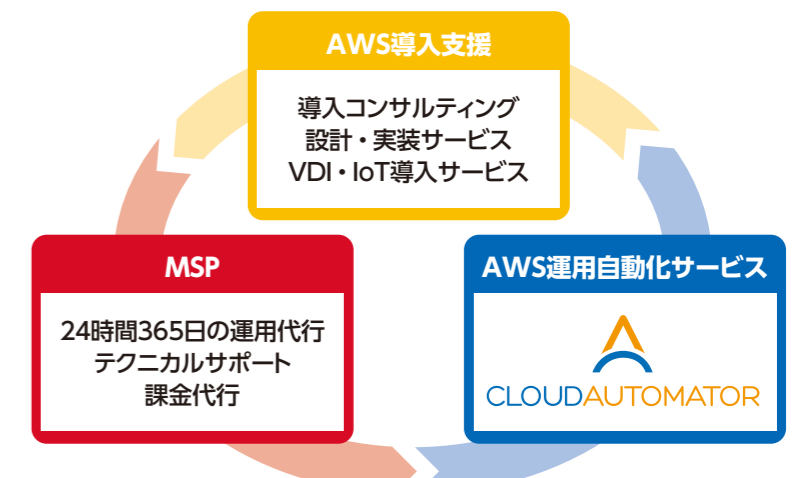 AWS導入支援
導入コンサルティング
設計・実装サービス
VDI・IoT導入サービス
MSP
24時間365日の運用代行
テクニカルサポート
課金代行
AWS運用自動化サービス
CLOUDAUTOMATOR